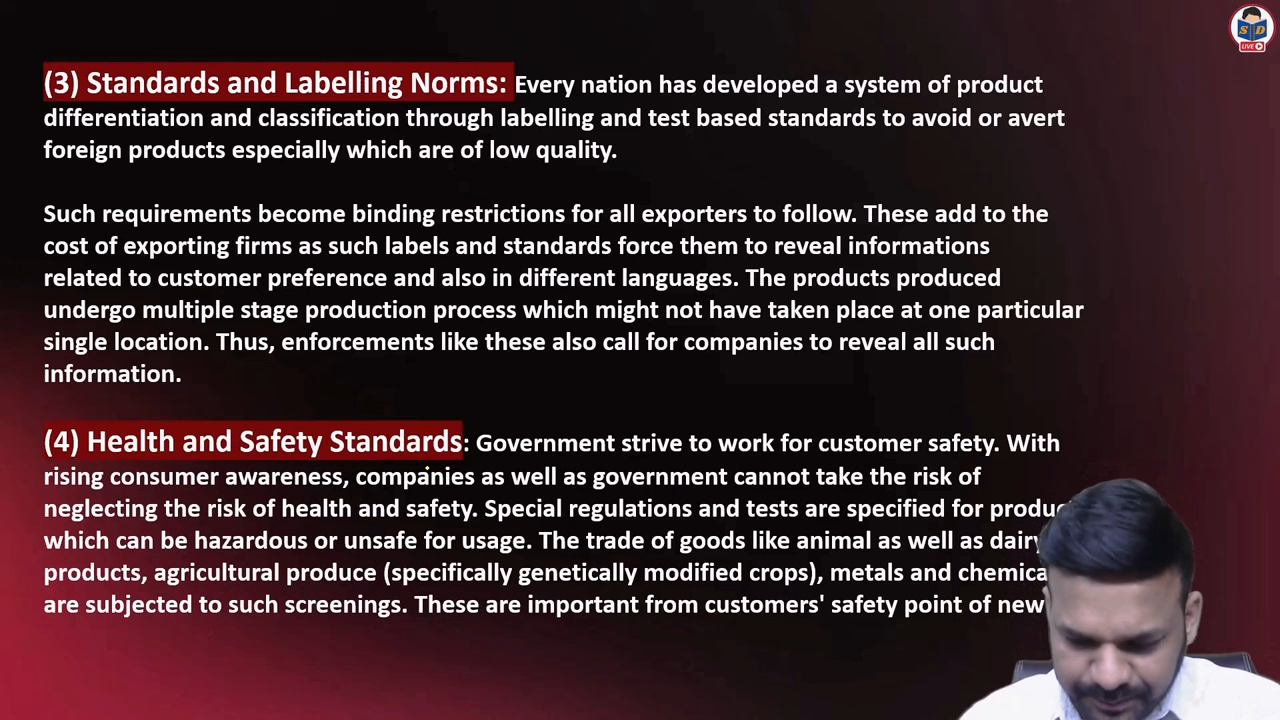 S D
LIVE
(3) Standards and Labelling Norms: Every nation has developed a system of product
differentiation and classification through labelling and test based standards to avoid or avert
foreign products especially which are of low quality.
Such requirements become binding restrictions for all exporters to follow. These add to the
cost of exporting firms as such labels and standards force them to reveal informations
related to customer preference and also in different languages. The products produced
undergo multiple stage production process which might not have taken place at one particular
single location. Thus, enforcements like these also call for companies to reveal all such
information.
(4) Health and Safety Standards: Government strive to work for customer safety. With
rising consumer awareness, companies as well as government cannot take the risk of
neglecting the risk of health and safety. Special regulations and tests are specified for
which can be hazardous or unsafe for usage. The trade of goods like animal as well as dairy
products, agricultural produce (specifically genetically modified crops), metals and
are subjected to such screenings. These are important from customers' safety point of new